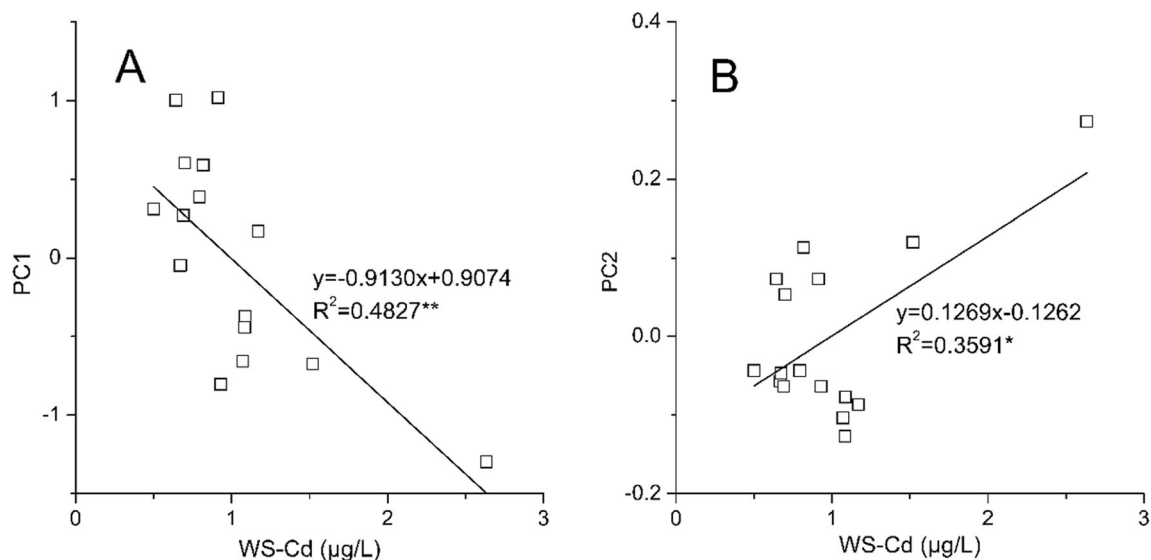 A
1
0
-1
PC1
y=-0.9130x+0.9074
R²=0.4827**
0 1 2 3
WS-Cd (µg/L)
B
0.4
0.2
0.0
-0.2
PC2
y=0.1269x-0.1262
R²=0.3591*
0 1 2 3
WS-Cd (µg/L)